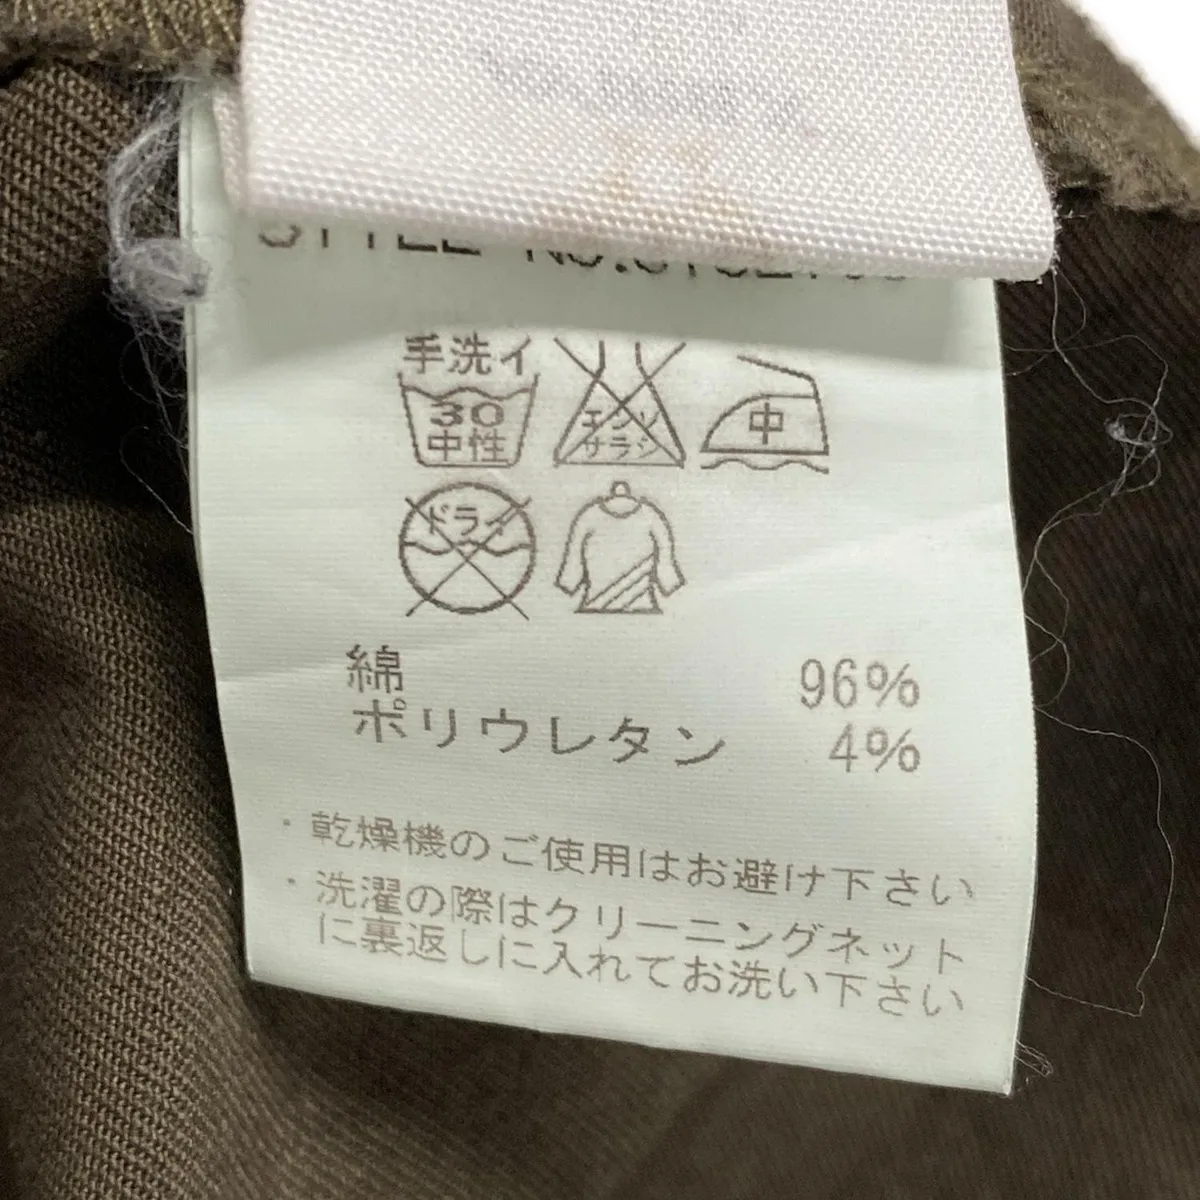 STYLE NO.
手洗イ
30
中性
エンソ
サラシ
中
ドライ
綿 96%
ポリウレタン 4%
・乾燥機のご使用はお避け下さい
・洗濯の際はクリーニングネット
に裏返しに入れてお洗い下さい